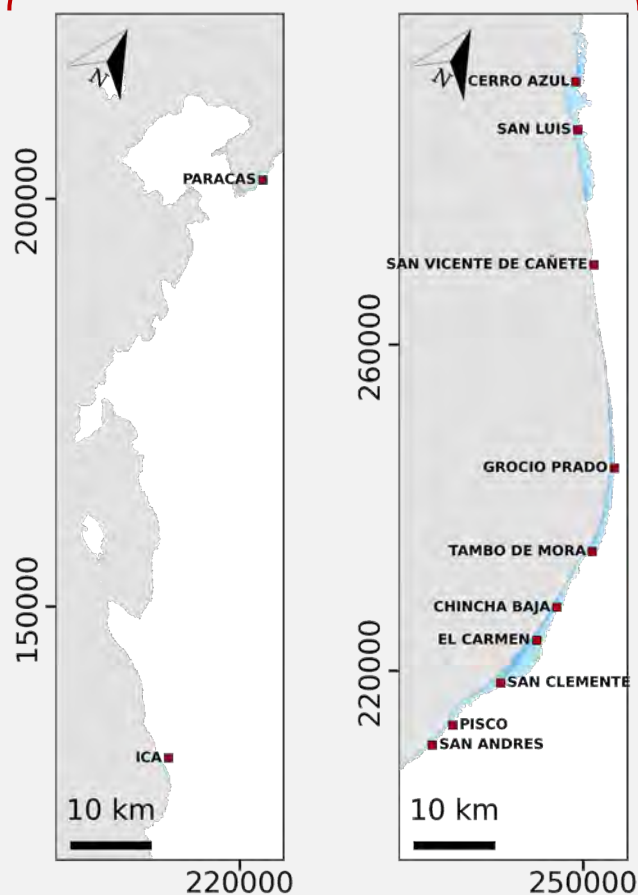 N
PARACAS
200000
150000
ICA
10 km
220000
N
CERRO AZUL
SAN LUIS
SAN VICENTE DE CAÑETE
260000
GROCIO PRADO
TAMBO DE MORA
CHINCHA BAJA
EL CARMEN
220000
SAN CLEMENTE
PISCO
SAN ANDRES
10 km
250000